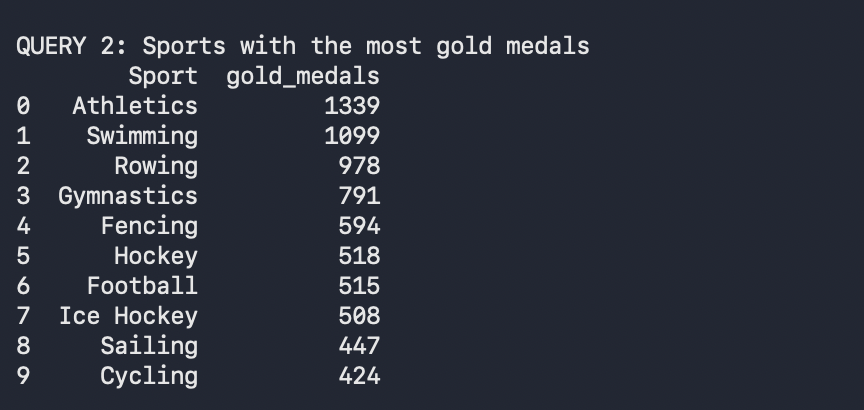 QUERY 2: Sports with the most gold medals
Sport gold_medals
0 Athletics 1339
1 Swimming 1099
2 Rowing 978
3 Gymnastics 791
4 Fencing 594
5 Hockey 518
6 Football 515
7 Ice Hockey 508
8 Sailing 447
9 Cycling 424